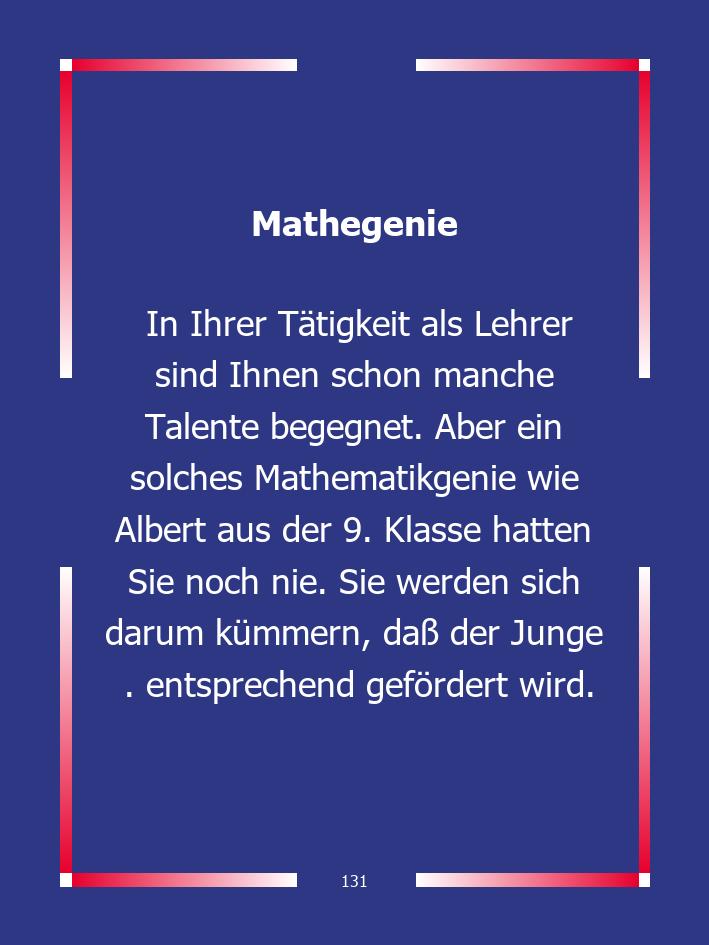 Mathegenie
In Ihrer Tätigkeit als Lehrer
sind Ihnen schon manche
Talente begegnet. Aber ein
solches Mathematikgenie wie
Albert aus der 9. Klasse hatten
Sie noch nie. Sie werden sich
darum kümmern, daß der Junge
. entsprechend gefördert wird.
131